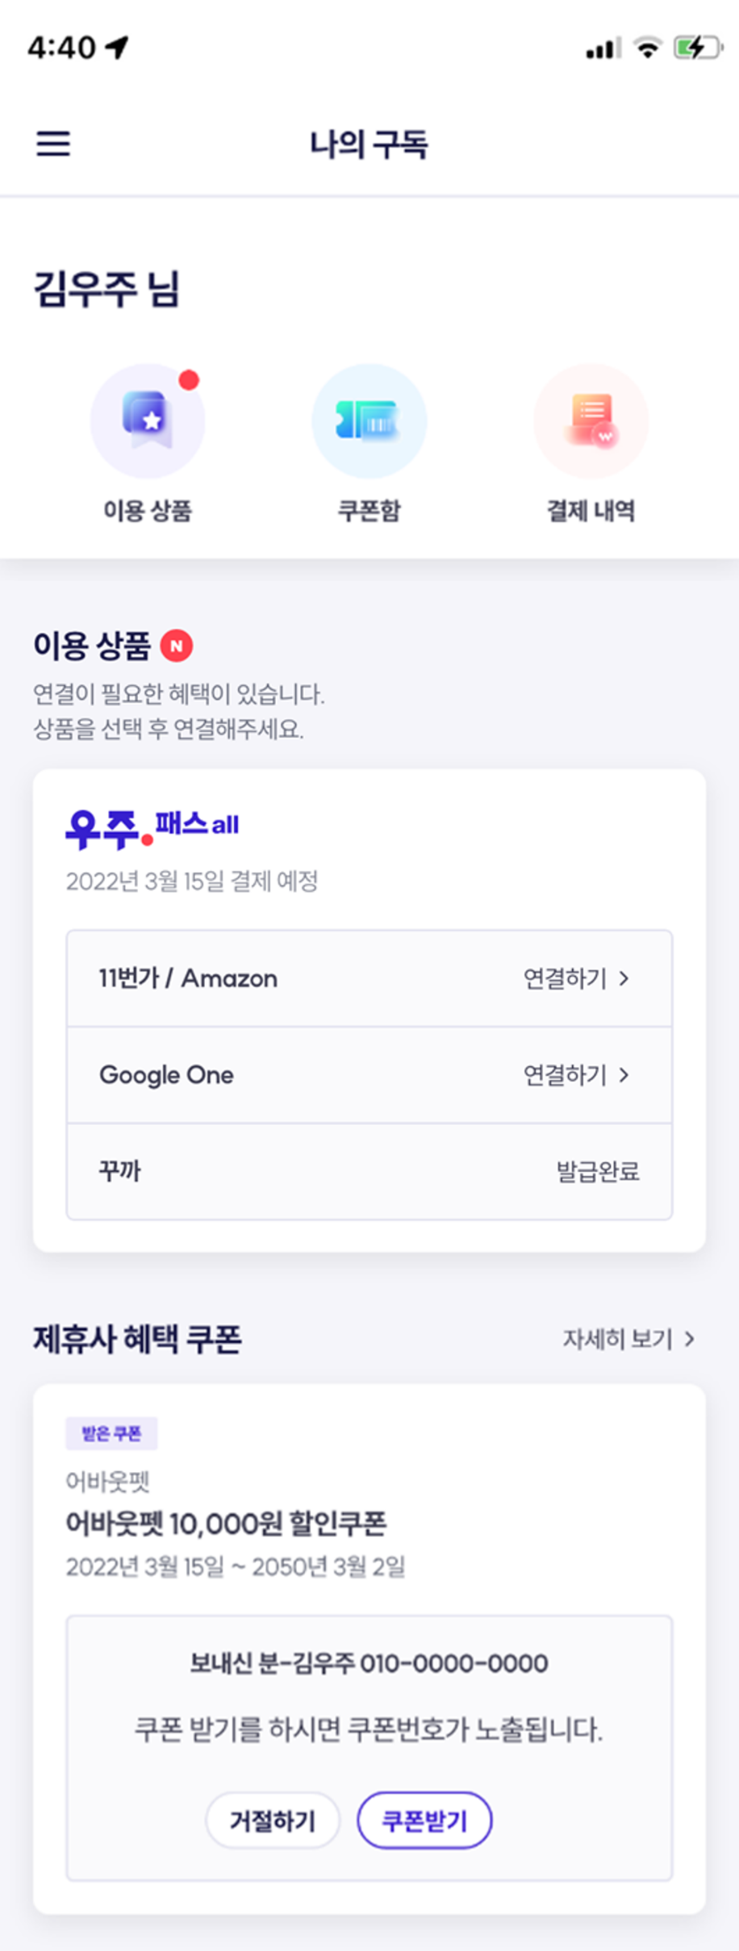 4:40
나의 구독
김우주 님
이용 상품
쿠폰함
결제 내역
이용 상품 N
연결이 필요한 혜택이 있습니다.
상품을 선택 후 연결해주세요.
우주.패스 all
2022년 3월 15일 결제 예정
11번가 / Amazon 연결하기 >
Google One 연결하기 >
꾸까 발급완료
제휴사 혜택 쿠폰 자세히 보기 >
받은 쿠폰
어바웃펫
어바웃펫 10,000원 할인쿠폰
2022년 3월 15일 ~ 2050년 3월 2일
보내신 분-김우주 010-0000-0000
쿠폰 받기를 하시면 쿠폰번호가 노출됩니다.
거절하기 쿠폰받기